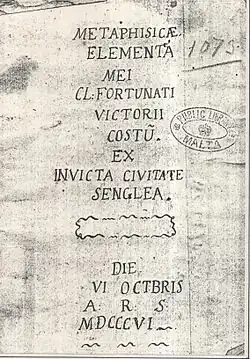 METAPHISICÆ
ELEMENTA
1075
MEI
CL: FORTUNATI
VICTORII
COSTŪ.
EX
INVICTA CIVITATE
SENGLEA.
PUBLIC LIBRARY
MALTA
DIE
VI OCTBRIS
A. R. S.
MDCCCVI